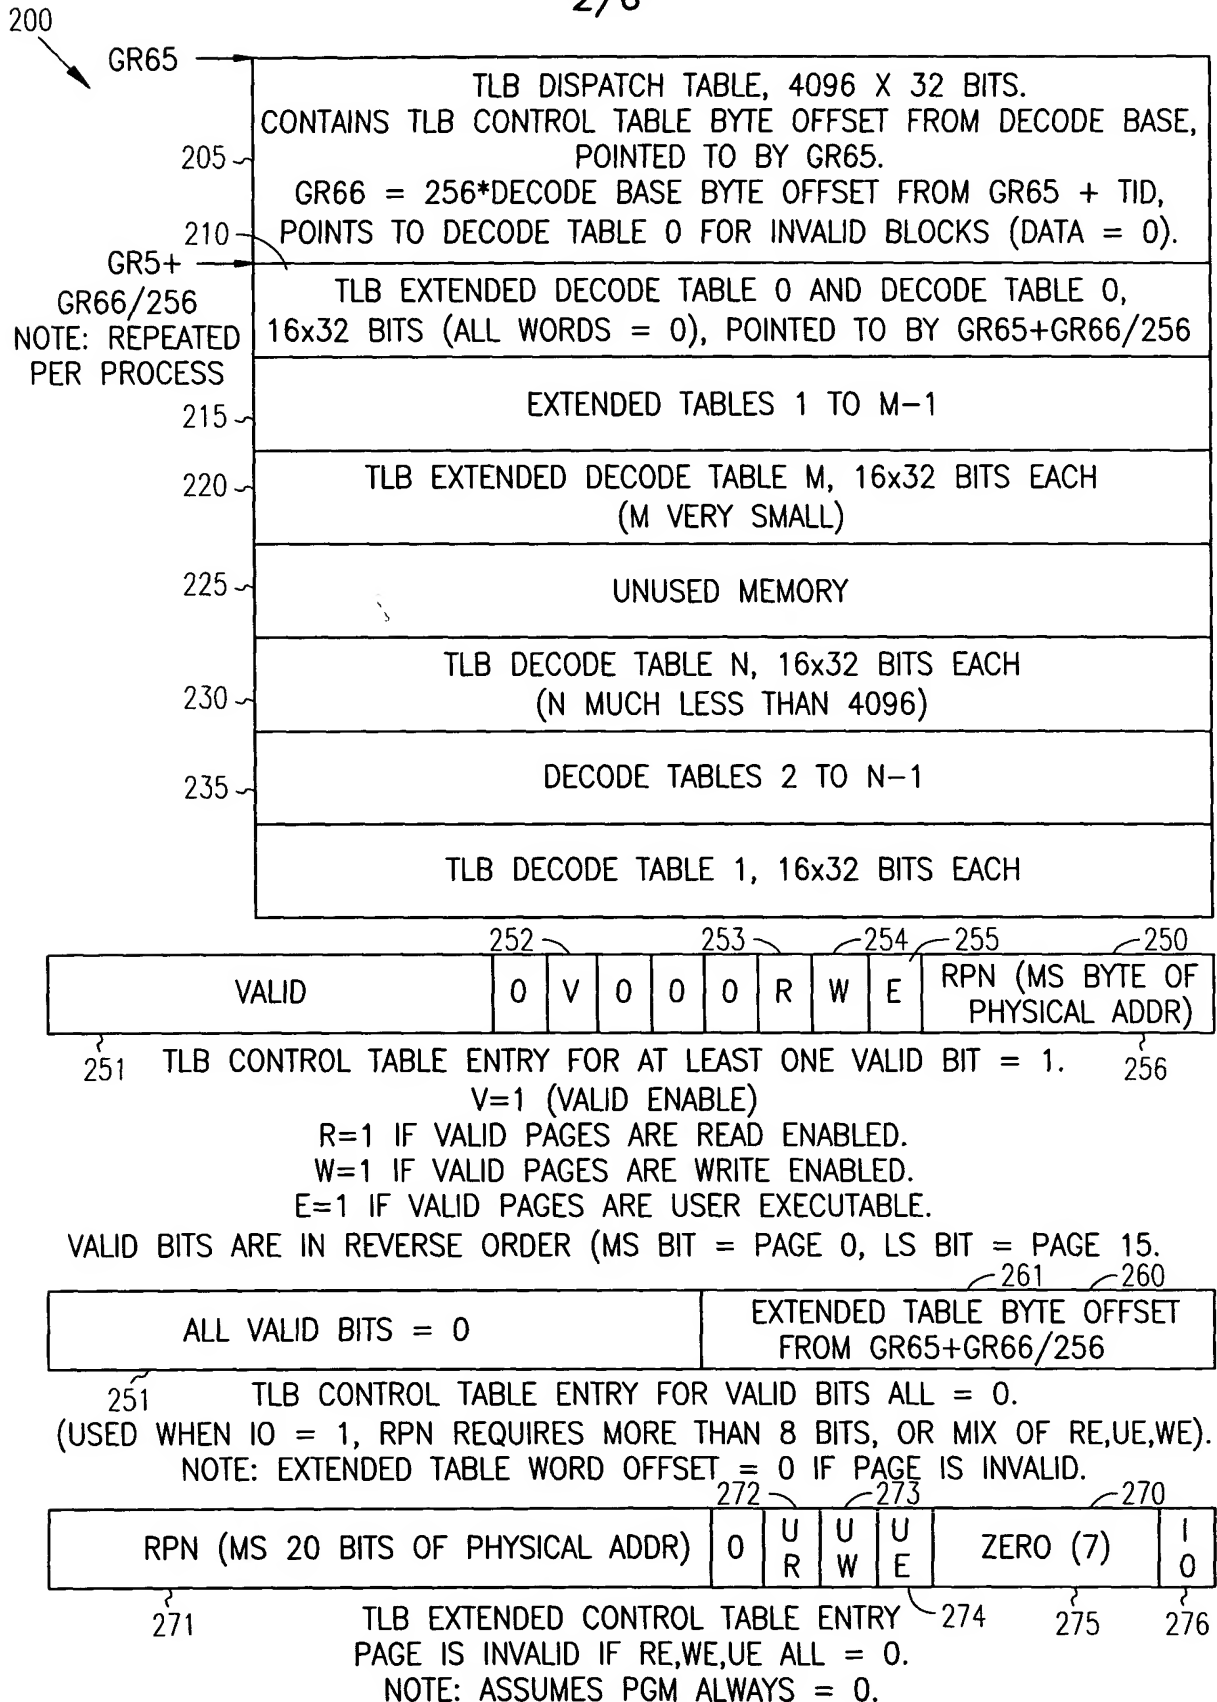 2/6
200
GR65
TLB DISPATCH TABLE, 4096 X 32 BITS.
CONTAINS TLB CONTROL TABLE BYTE OFFSET FROM DECODE BASE,
205
POINTED TO BY GR65.
GR66 = 256*DECODE BASE BYTE OFFSET FROM GR65 + TID,
210
POINTS TO DECODE TABLE 0 FOR INVALID BLOCKS (DATA = 0).
GR5+
GR66/256
NOTE: REPEATED
PER PROCESS
TLB EXTENDED DECODE TABLE 0 AND DECODE TABLE 0,
16x32 BITS (ALL WORDS = 0), POINTED TO BY GR65+GR66/256
215
EXTENDED TABLES 1 TO M-1
220
TLB EXTENDED DECODE TABLE M, 16x32 BITS EACH
(M VERY SMALL)
225
UNUSED MEMORY
TLB DECODE TABLE N, 16x32 BITS EACH
230
(N MUCH LESS THAN 4096)
235
DECODE TABLES 2 TO N-1
TLB DECODE TABLE 1, 16x32 BITS EACH
252 253 254 255 250
VALID 0 V 0 0 0 R W E RPN (MS BYTE OF
PHYSICAL ADDR)
251 TLB CONTROL TABLE ENTRY FOR AT LEAST ONE VALID BIT = 1. 256
V=1 (VALID ENABLE)
R=1 IF VALID PAGES ARE READ ENABLED.
W=1 IF VALID PAGES ARE WRITE ENABLED.
E=1 IF VALID PAGES ARE USER EXECUTABLE.
VALID BITS ARE IN REVERSE ORDER (MS BIT = PAGE 0, LS BIT = PAGE 15.
261 260
ALL VALID BITS = 0 EXTENDED TABLE BYTE OFFSET
FROM GR65+GR66/256
251 TLB CONTROL TABLE ENTRY FOR VALID BITS ALL = 0.
(USED WHEN IO = 1, RPN REQUIRES MORE THAN 8 BITS, OR MIX OF RE,UE,WE).
NOTE: EXTENDED TABLE WORD OFFSET = 0 IF PAGE IS INVALID.
272 273 270
RPN (MS 20 BITS OF PHYSICAL ADDR) 0 UR UW UE ZERO (7) IO
271 TLB EXTENDED CONTROL TABLE ENTRY 274 275 276
PAGE IS INVALID IF RE,WE,UE ALL = 0.
NOTE: ASSUMES PGM ALWAYS = 0.